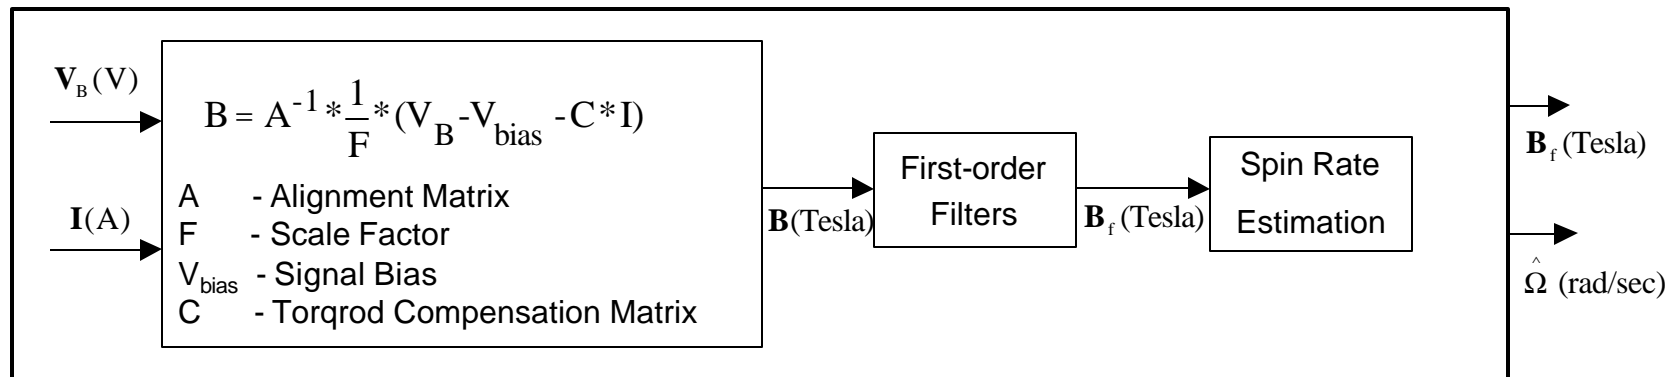 V_B (V)
B = A^-1 * 1/F * (V_B - V_bias - C * I)
I (A)
A - Alignment Matrix
F - Scale Factor
V_bias - Signal Bias
C - Torqrod Compensation Matrix
B (Tesla)
First-order
Filters
B_f (Tesla)
Spin Rate
Estimation
B_f (Tesla)
Ω̂ (rad/sec)